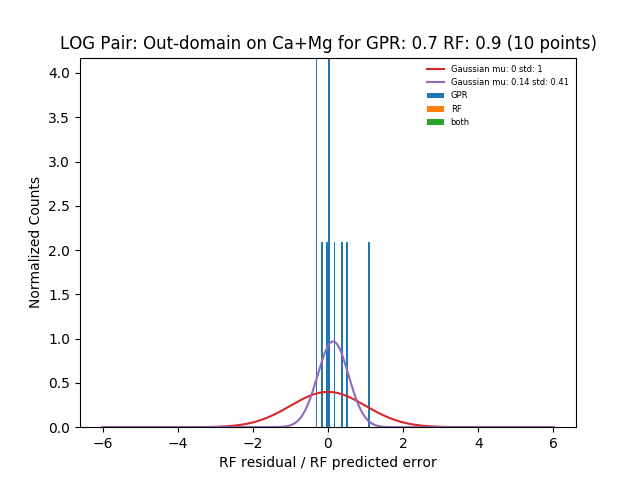 LOG Pair: Out-domain on Ca+Mg for GPR: 0.7 RF: 0.9 (10 points)
Gaussian mu: 0 std: 1
Gaussian mu: 0.14 std: 0.41
GPR
RF
both
Normalized Counts
4.0
3.5
3.0
2.5
2.0
1.5
1.0
0.5
0.0
−6 −4 −2 0 2 4 6
RF residual / RF predicted error